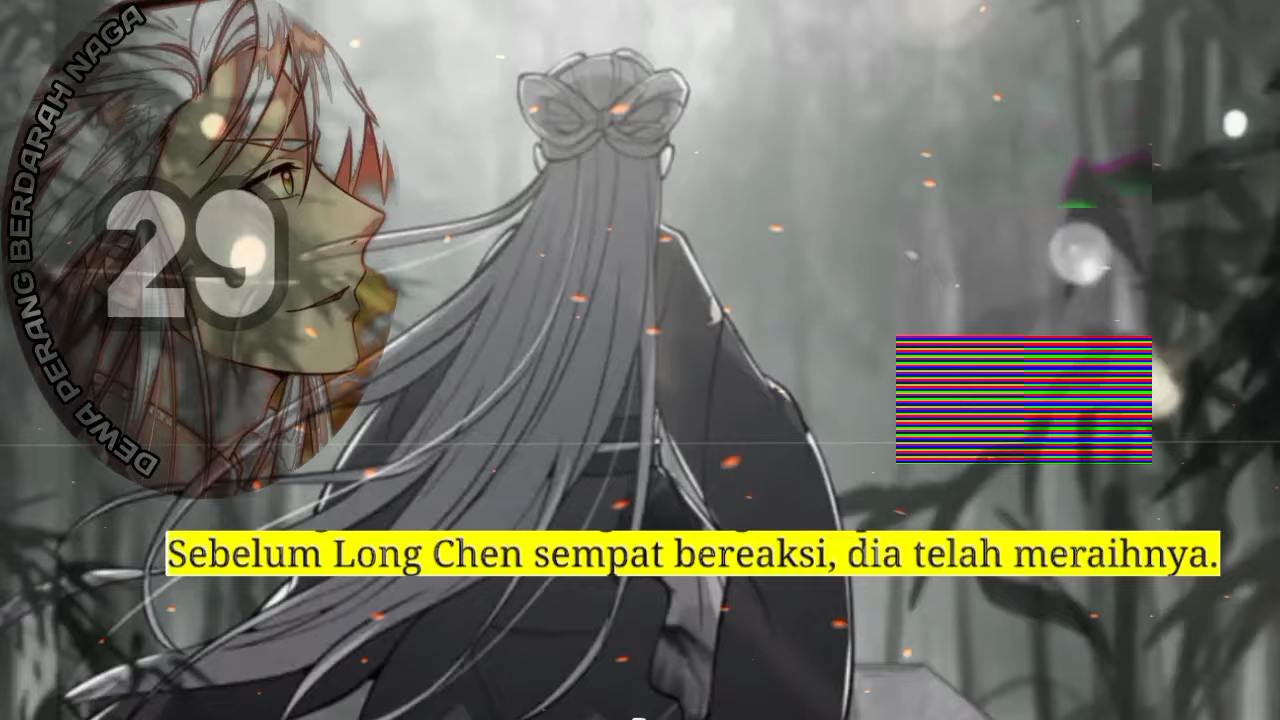 DEWA PERANG BERDARAH NAGA
29
Sebelum Long Chen sempat bereaksi, dia telah meraihnya.